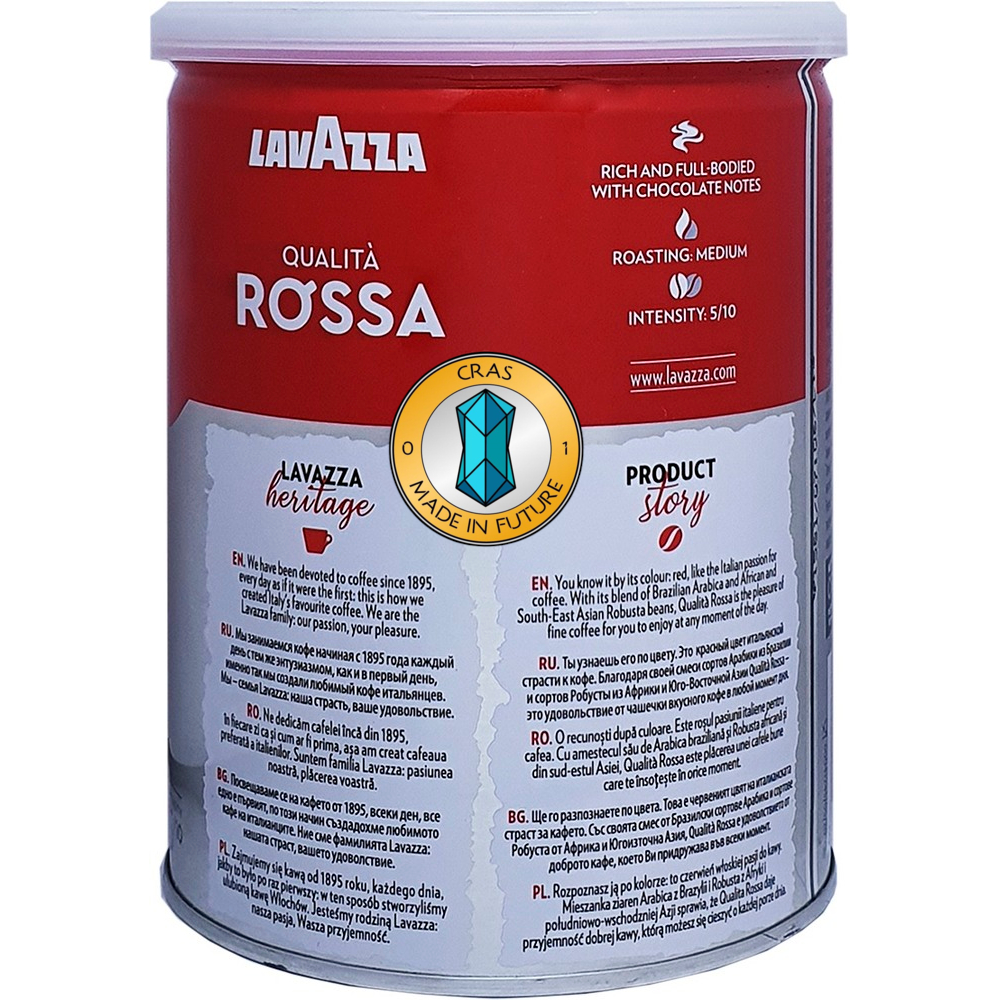 LAVAZZA
QUALITÀ
ROSSA
RICH AND FULL-BODIED
WITH CHOCOLATE NOTES
ROASTING: MEDIUM
INTENSITY: 5/10
www.lavazza.com
CRAS
0 1
MADE IN FUTURE
LAVAZZA
heritage
EN. We have been devoted to coffee since 1895,
every day as if it were the first: this is how we
created Italy's favourite coffee. We are the
Lavazza family: our passion, your pleasure.
RU. Мы занимаемся кофе начиная с 1895 года каждый
день с тем же энтузиазмом, как и в первый день,
именно так мы создали любимый кофе итальянцев.
Мы – семья Lavazza: наша страсть, ваше удовольствие.
RO. Ne dedicăm cafelei încă din 1895,
în fiecare zi ca și cum ar fi prima, așa am creat cafeaua
preferată a italienilor. Suntem familia Lavazza: pasiunea
noastră, plăcerea voastră.
BG. Посвещаваме се на кафето от 1895, всеки ден, все
едно е първият, по този начин създадохме любимото
кафе на италианците. Ние сме фамилията Lavazza:
нашата страст, вашето удоволствие.
PL. Zajmujemy się kawą od 1895 roku, każdego dnia,
jakby to było po raz pierwszy: w ten sposób stworzyliśmy
ulubioną kawę Włochów. Jesteśmy rodziną Lavazza:
nasza pasja, Wasza przyjemność.
PRODUCT
story
EN. You know it by its colour: red, like the Italian passion for
coffee. With its blend of Brazilian Arabica and African and
South-East Asian Robusta beans, Qualità Rossa is the pleasure of
fine coffee for you to enjoy at any moment of the day.
RU. Ты узнаешь его по цвету. Это красный цвет итальянской
страсти к кофе. Благодаря своей смеси сортов Арабики из Бразилии
и сортов Робусты из Африки и Юго-Восточной Азии Qualità Rossa –
это удовольствие от чашечки вкусного кофе в любой момент дня.
RO. O recunoști după culoare. Este roșul pasiunii italiene pentru
cafea. Cu amestecul său de Arabica braziliană și Robusta africană și
din sud-estul Asiei, Qualità Rossa este plăcerea unei cafele bune
care te însoțește în orice moment.
BG. Ще го разпознаете по цвета. Това е червеният цвят на италианската
страст за кафето. Със своята смес от Бразилски сортове Арабика и сортове
Робуста от Африка и Югоизточна Азия, Qualità Rossa е удоволствието от
доброто кафе, което Ви придружава във всеки момент.
PL. Rozpoznasz ją po kolorze: to czerwień włoskiej pasji do kawy.
Mieszanka ziaren Arabica z Brazylii i Robusta z Afryki i
południowo-wschodniej Azji sprawia, że Qualita Rossa daje
przyjemność dobrej kawy, którą możesz się cieszyć o każdej porze dnia.